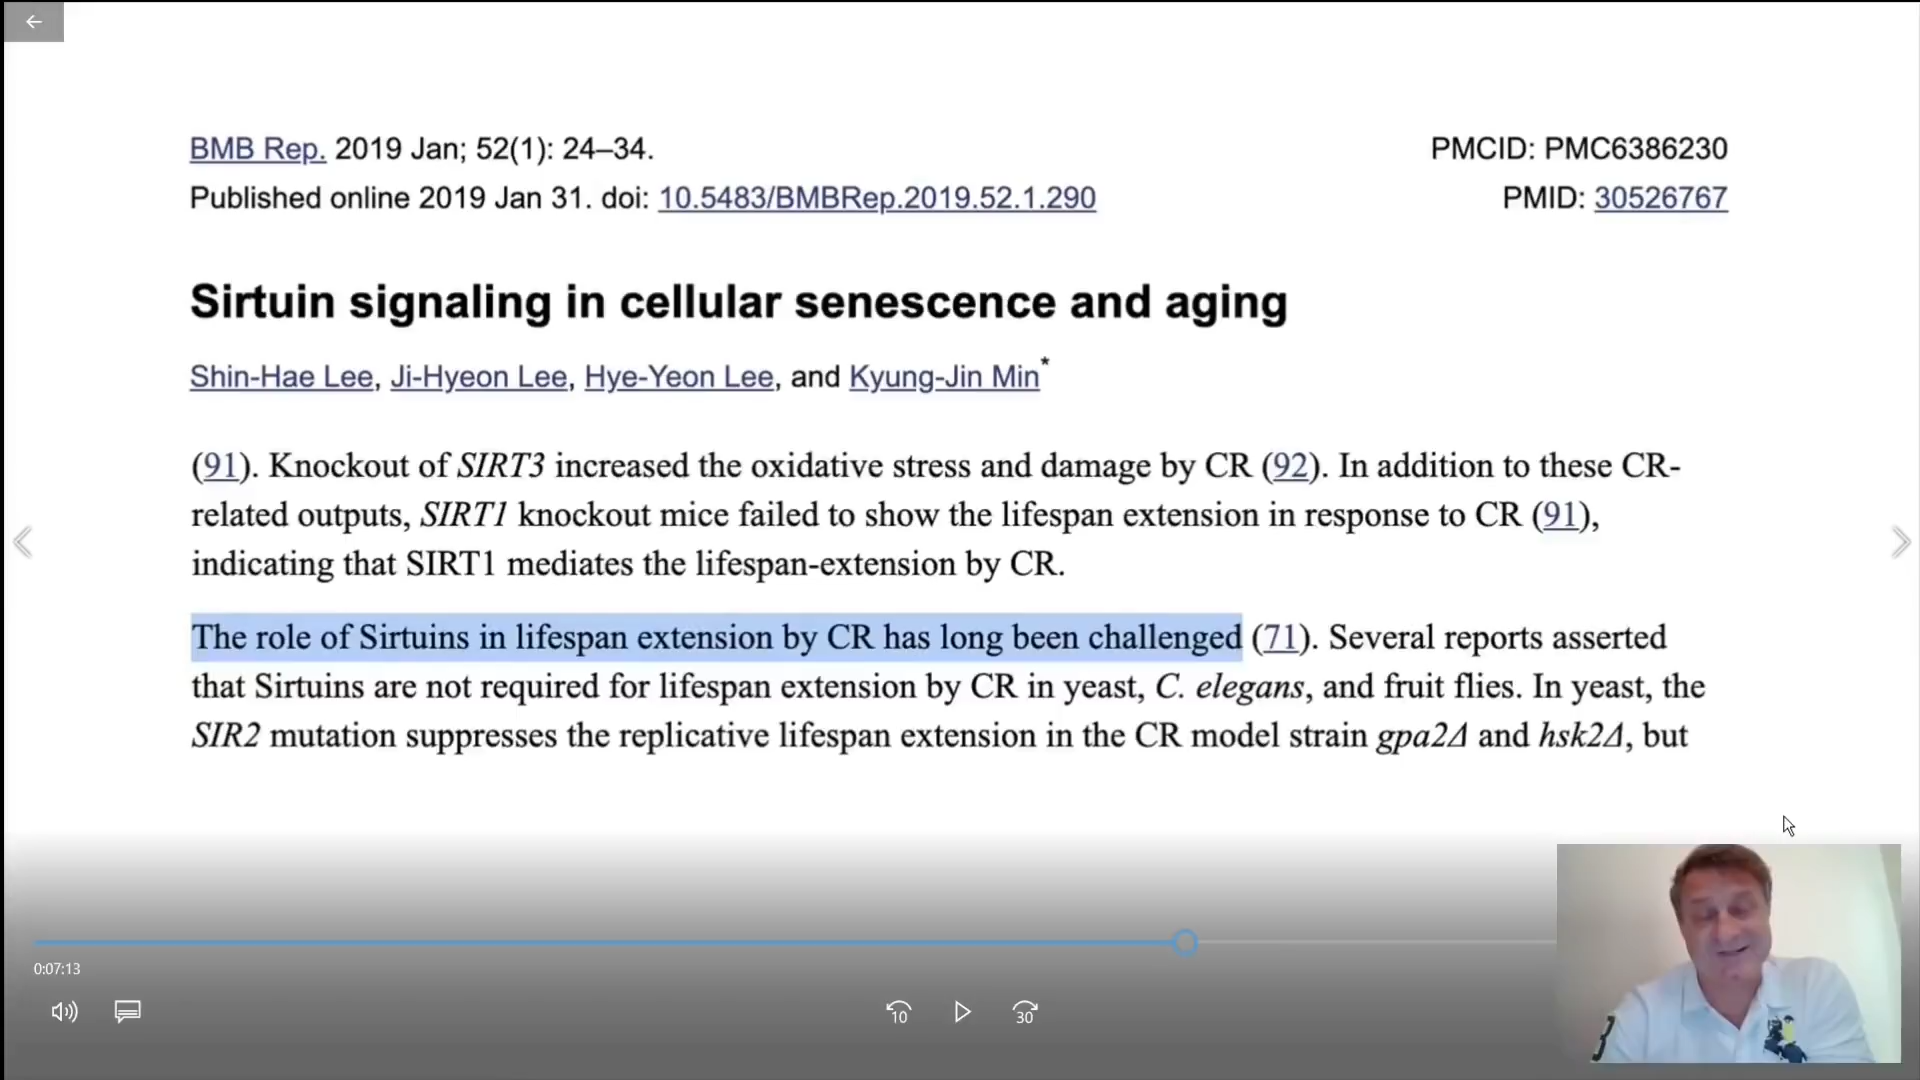 BMB Rep. 2019 Jan; 52(1): 24–34.
PMCID: PMC6386230
Published online 2019 Jan 31. doi: 10.5483/BMBRep.2019.52.1.290
PMID: 30526767
Sirtuin signaling in cellular senescence and aging
Shin-Hae Lee, Ji-Hyeon Lee, Hye-Yeon Lee, and Kyung-Jin Min*
(91). Knockout of SIRT3 increased the oxidative stress and damage by CR (92). In addition to these CR-
related outputs, SIRT1 knockout mice failed to show the lifespan extension in response to CR (91),
indicating that SIRT1 mediates the lifespan-extension by CR.
The role of Sirtuins in lifespan extension by CR has long been challenged (71). Several reports asserted
that Sirtuins are not required for lifespan extension by CR in yeast, C. elegans, and fruit flies. In yeast, the
SIR2 mutation suppresses the replicative lifespan extension in the CR model strain gpa2Δ and hsk2Δ, but
0:07:13
10
30
3